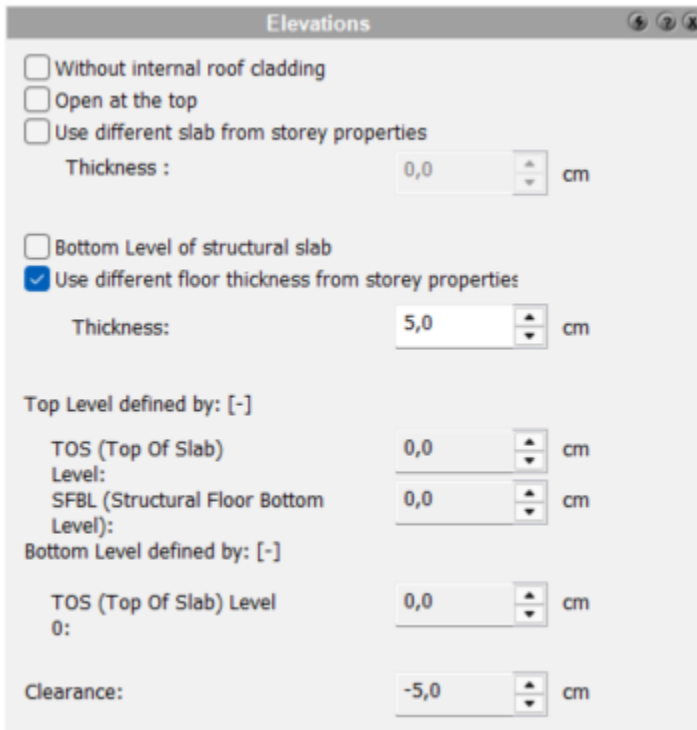 Elevations
Without internal roof cladding
Open at the top
Use different slab from storey properties
Thickness : 0,0 cm
Bottom Level of structural slab
Use different floor thickness from storey properties
Thickness: 5,0 cm
Top Level defined by: [-]
TOS (Top Of Slab) 0,0 cm
Level:
SFBL (Structural Floor Bottom 0,0 cm
Level):
Bottom Level defined by: [-]
TOS (Top Of Slab) Level 0,0 cm
0:
Clearance: -5,0 cm